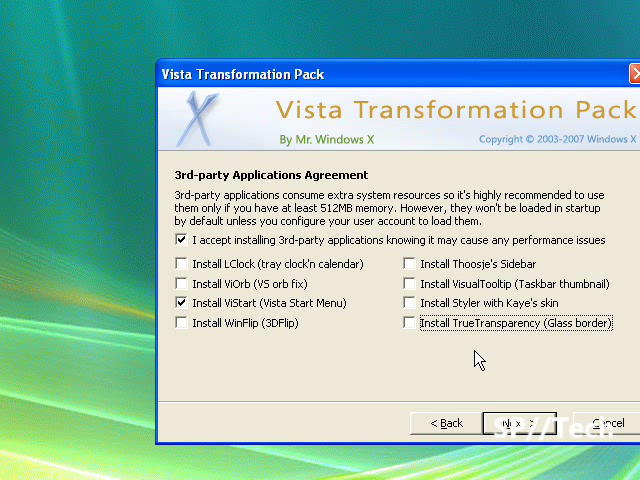 Vista Transformation Pack
Vista Transformation Pack
By Mr. Windows X
Copyright © 2003-2007 Windows X
3rd-party Applications Agreement
3rd-party applications consume extra system resources so it's highly recommended to use
them only if you have at least 512MB memory. However, they won't be loaded in startup
by default unless you configure your user account to load them.
I accept installing 3rd-party applications knowing it may cause any performance issues
Install LClock (tray clock'n calendar)
Install Thoosje's Sidebar
Install ViOrb (VS orb fix)
Install VisualTooltip (Taskbar thumbnail)
Install ViStart (Vista Start Menu)
Install Styler with Kaye's skin
Install WinFlip (3DFlip)
Install TrueTransparency (Glass border)
< Back
Next >
Cancel
SP//Tech